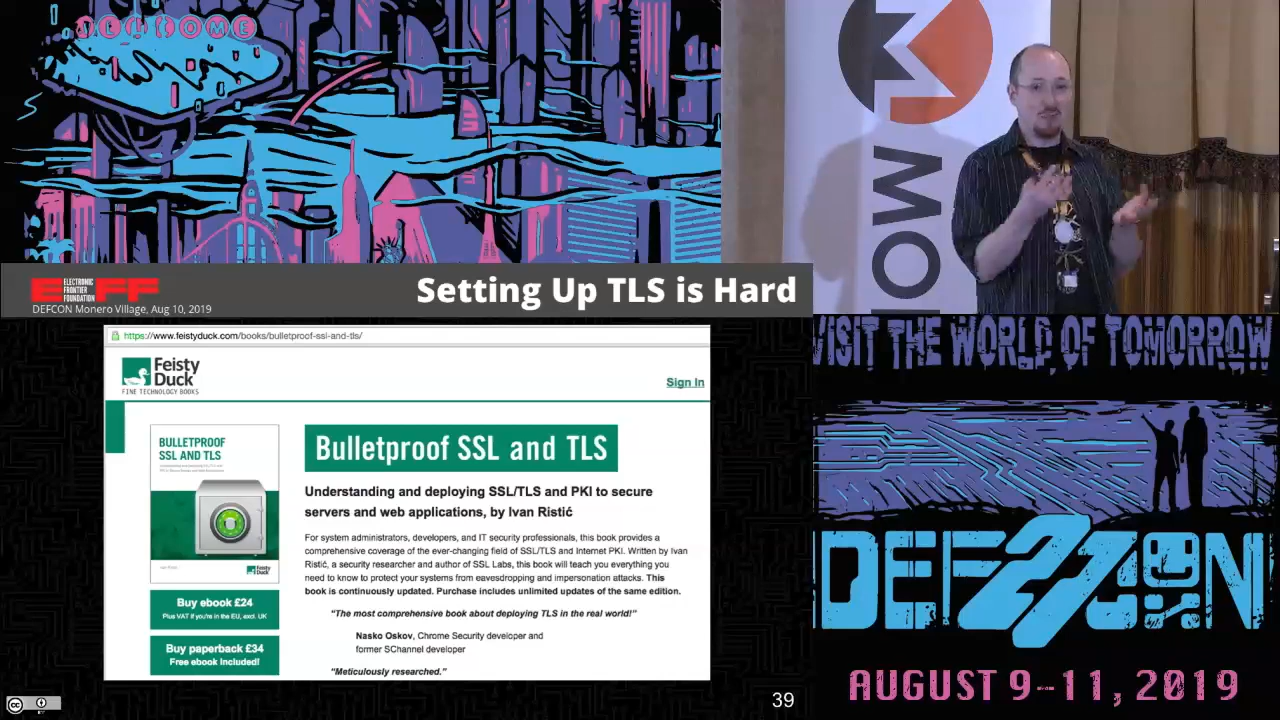 WELCOME
MO
ELECTRONIC
FRONTIER
FOUNDATION
EFF
DEFCON Monero Village, Aug 10, 2019
Setting Up TLS is Hard
https://www.feistyduck.com/books/bulletproof-ssl-and-tls/
Feisty
Duck
FINE TECHNOLOGY BOOKS
Sign In
BULLETPROOF
SSL AND TLS
Feisty
Duck
Buy ebook £24
Plus VAT if you're in the EU, excl. UK
Buy paperback £34
Free ebook included!
Bulletproof SSL and TLS
Understanding and deploying SSL/TLS and PKI to secure
servers and web applications, by Ivan Ristić
For system administrators, developers, and IT security professionals, this book provides a
comprehensive coverage of the ever-changing field of SSL/TLS and Internet PKI. Written by Ivan
Ristić, a security researcher and author of SSL Labs, this book will teach you everything you
need to know to protect your systems from eavesdropping and impersonation attacks. This
book is continuously updated. Purchase includes unlimited updates of the same edition.
"The most comprehensive book about deploying TLS in the real world!"
Nasko Oskov, Chrome Security developer and
former SChannel developer
"Meticulously researched."
39
cc
BY
VISIT THE WORLD OF TOMORROW
DEFCON
27
AUGUST 9-11, 2019